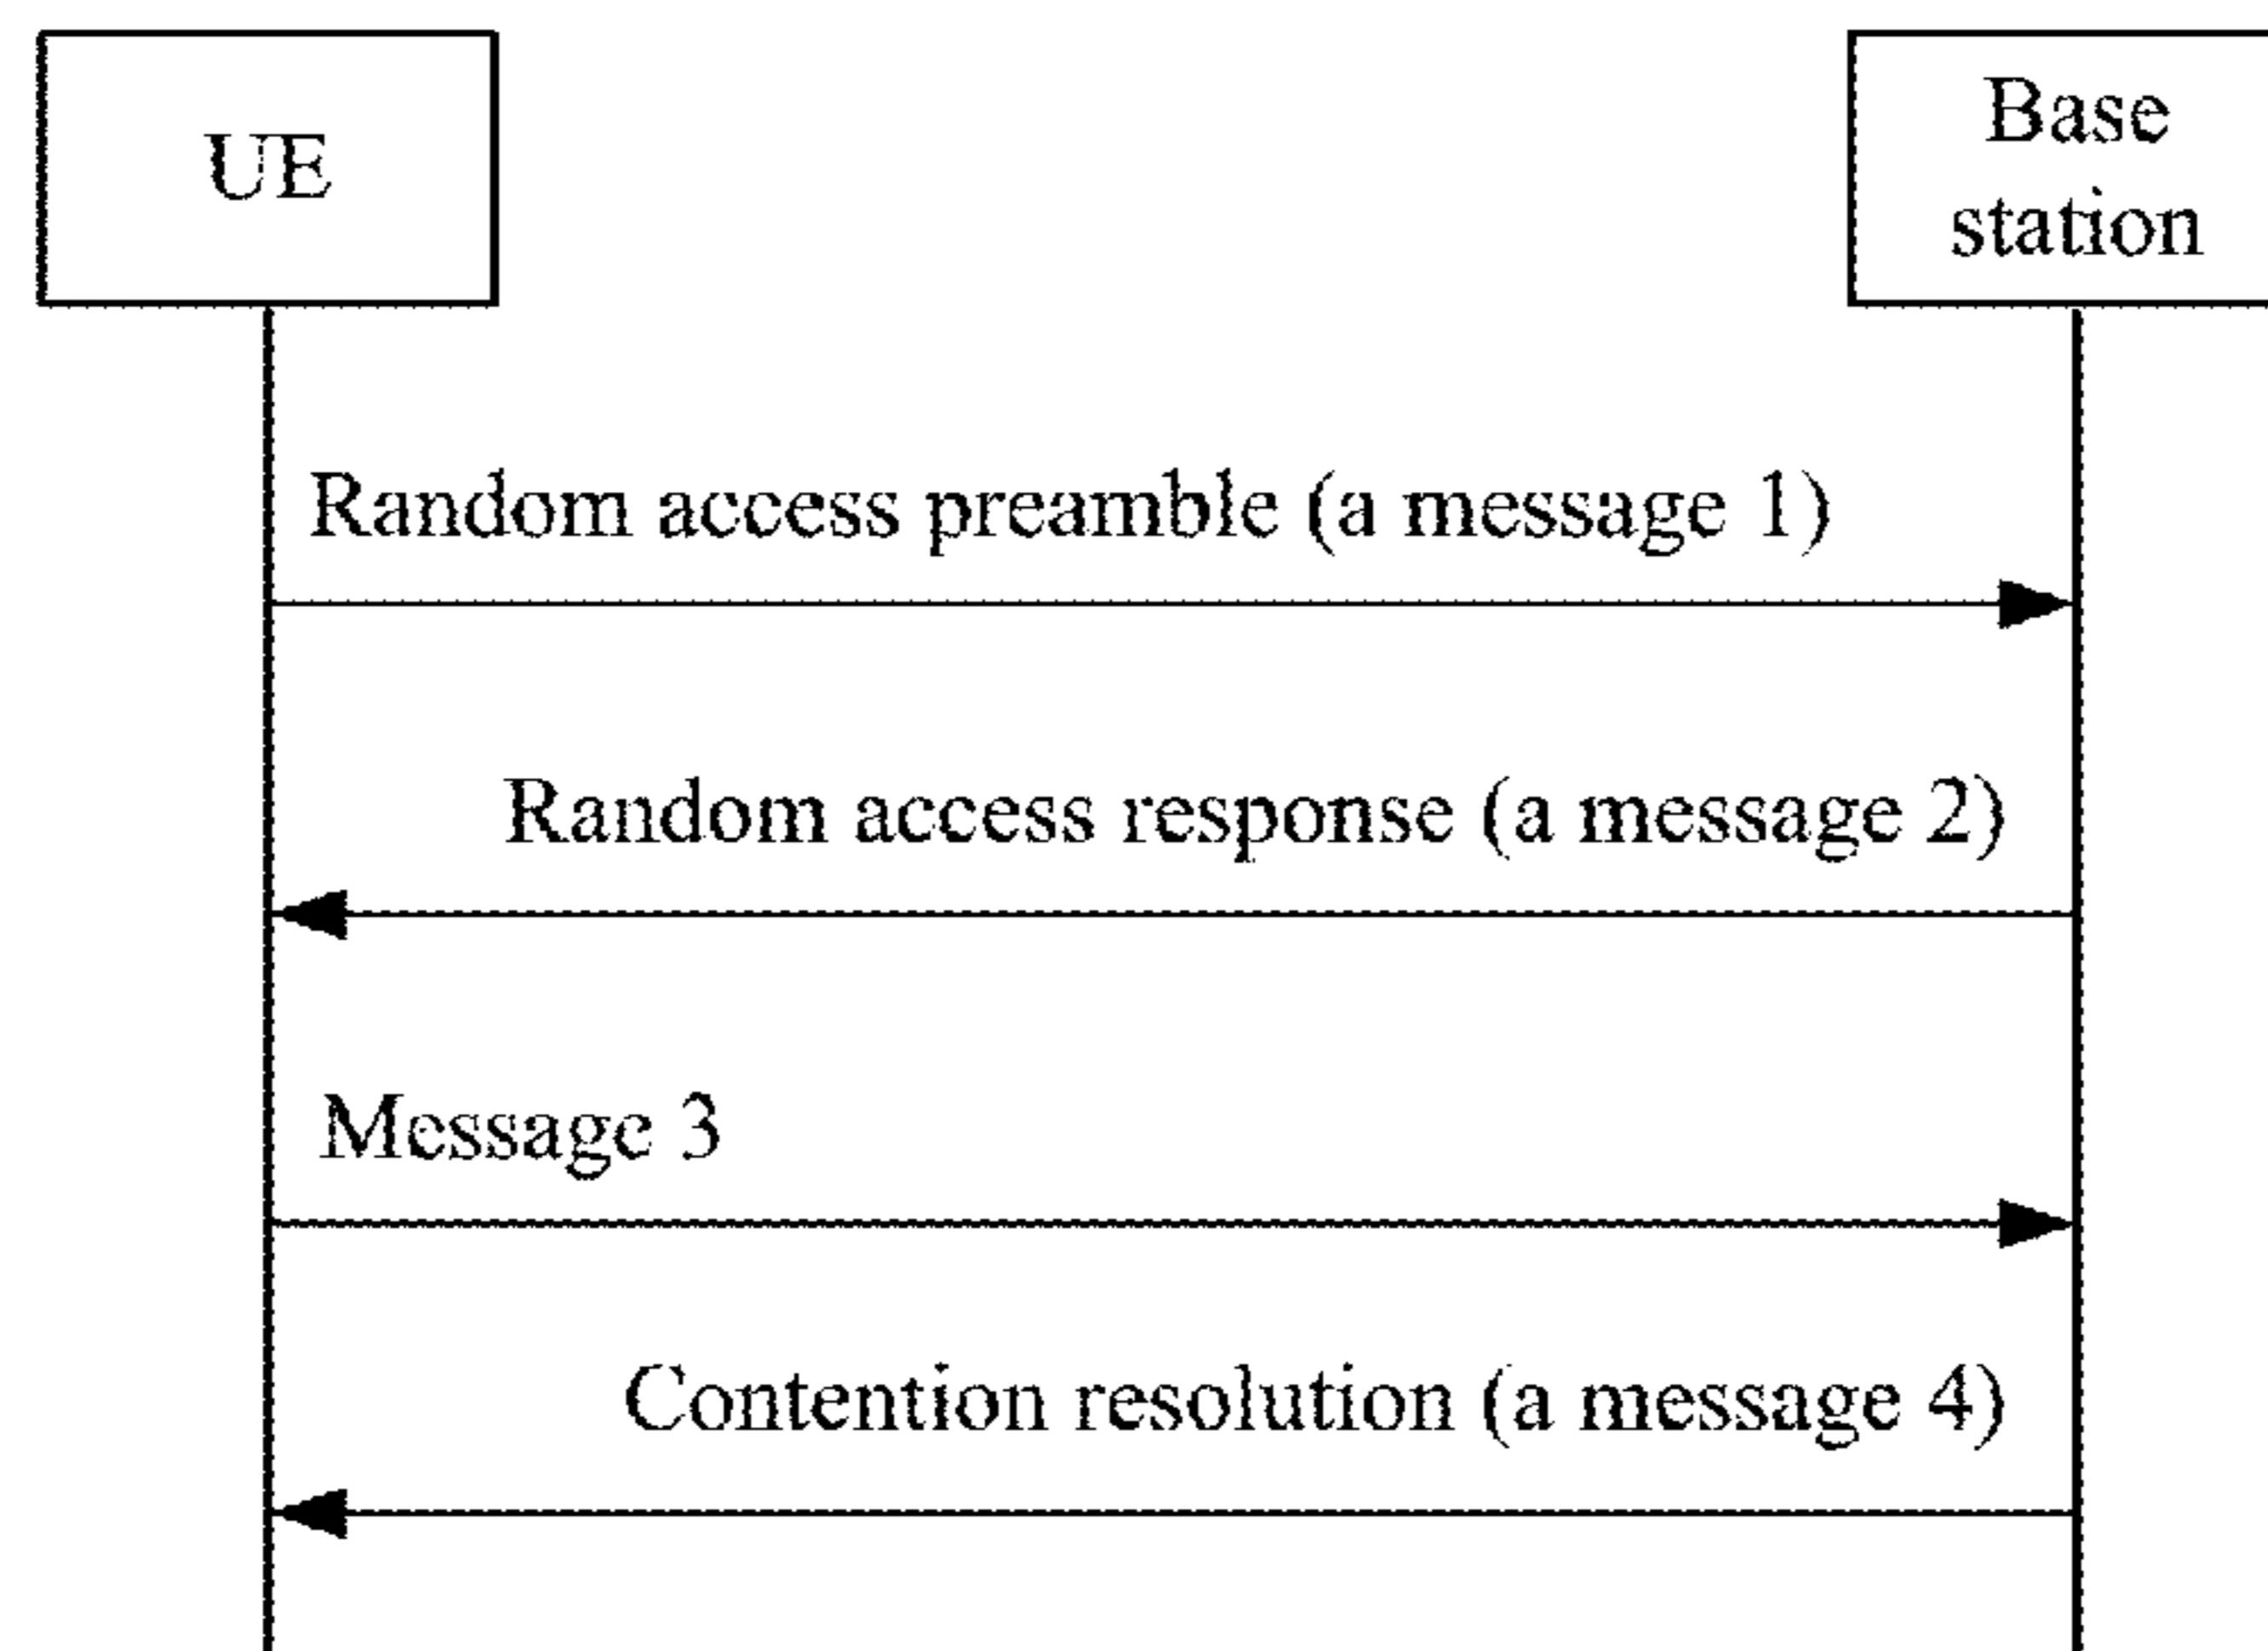 UE
Base
station
Random access preamble (a message 1)
Random access response (a message 2)
Message 3
Contention resolution (a message 4)